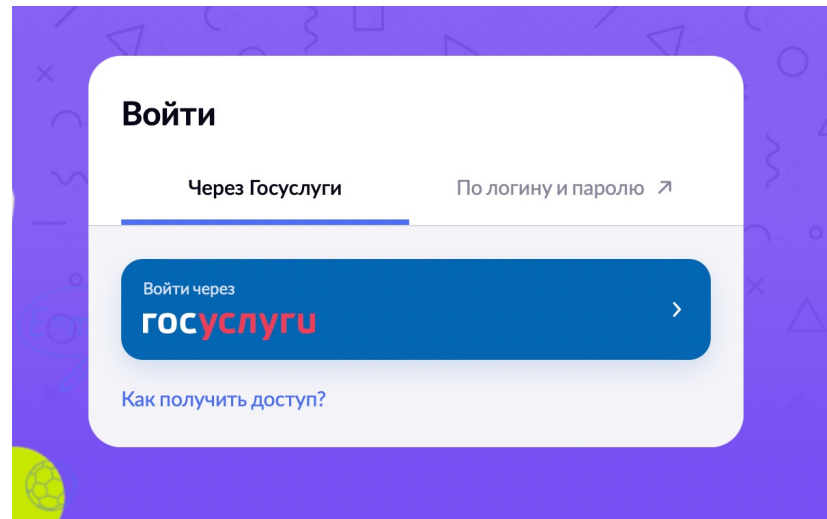 Войти
Через Госуслуги
По логину и паролю
Войти через
госуслуги
Как получить доступ?